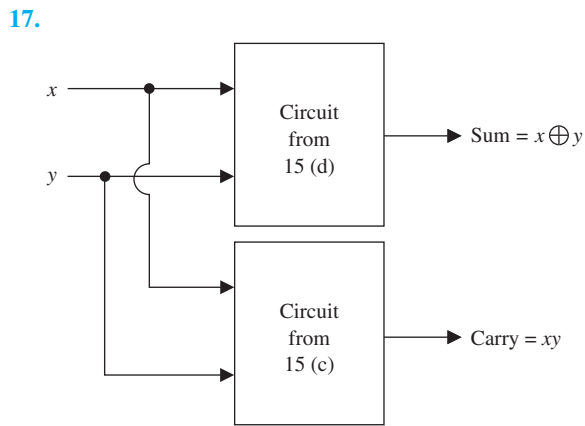 17.
x
y
Circuit
from
15 (d)
Sum = x ⊕ y
Circuit
from
15 (c)
Carry = xy